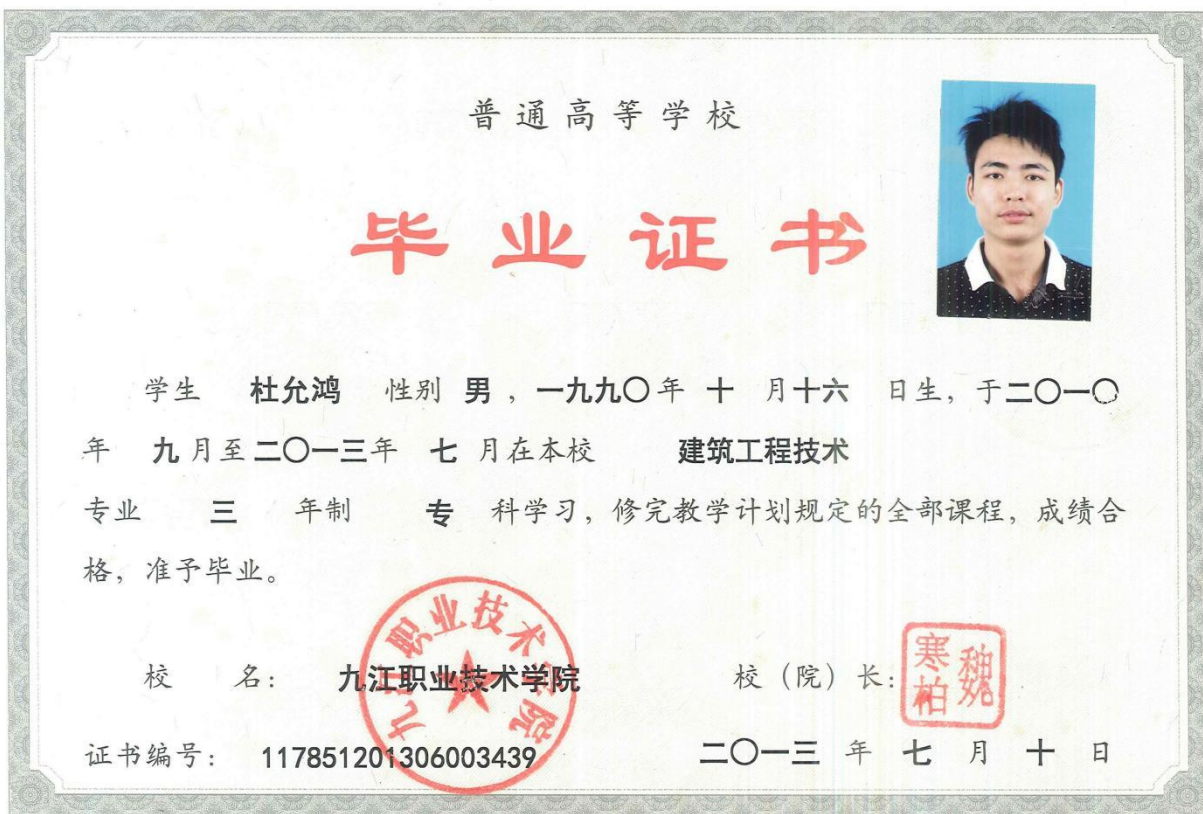 普通高等学校
毕业证书
学生 杜允鸿 性别 男，一九九〇年 十 月十六 日生，于二〇一〇
年 九月至二〇一三年 七 月在本校 建筑工程技术
专业 三 年制 专 科学习，修完教学计划规定的全部课程，成绩合
格，准予毕业。
九江职业技术学院
校 名： 九江职业技术学院 校（院）长：
魏寒柏
证书编号： 117851201306003439 二〇一三 年 七 月 十 日